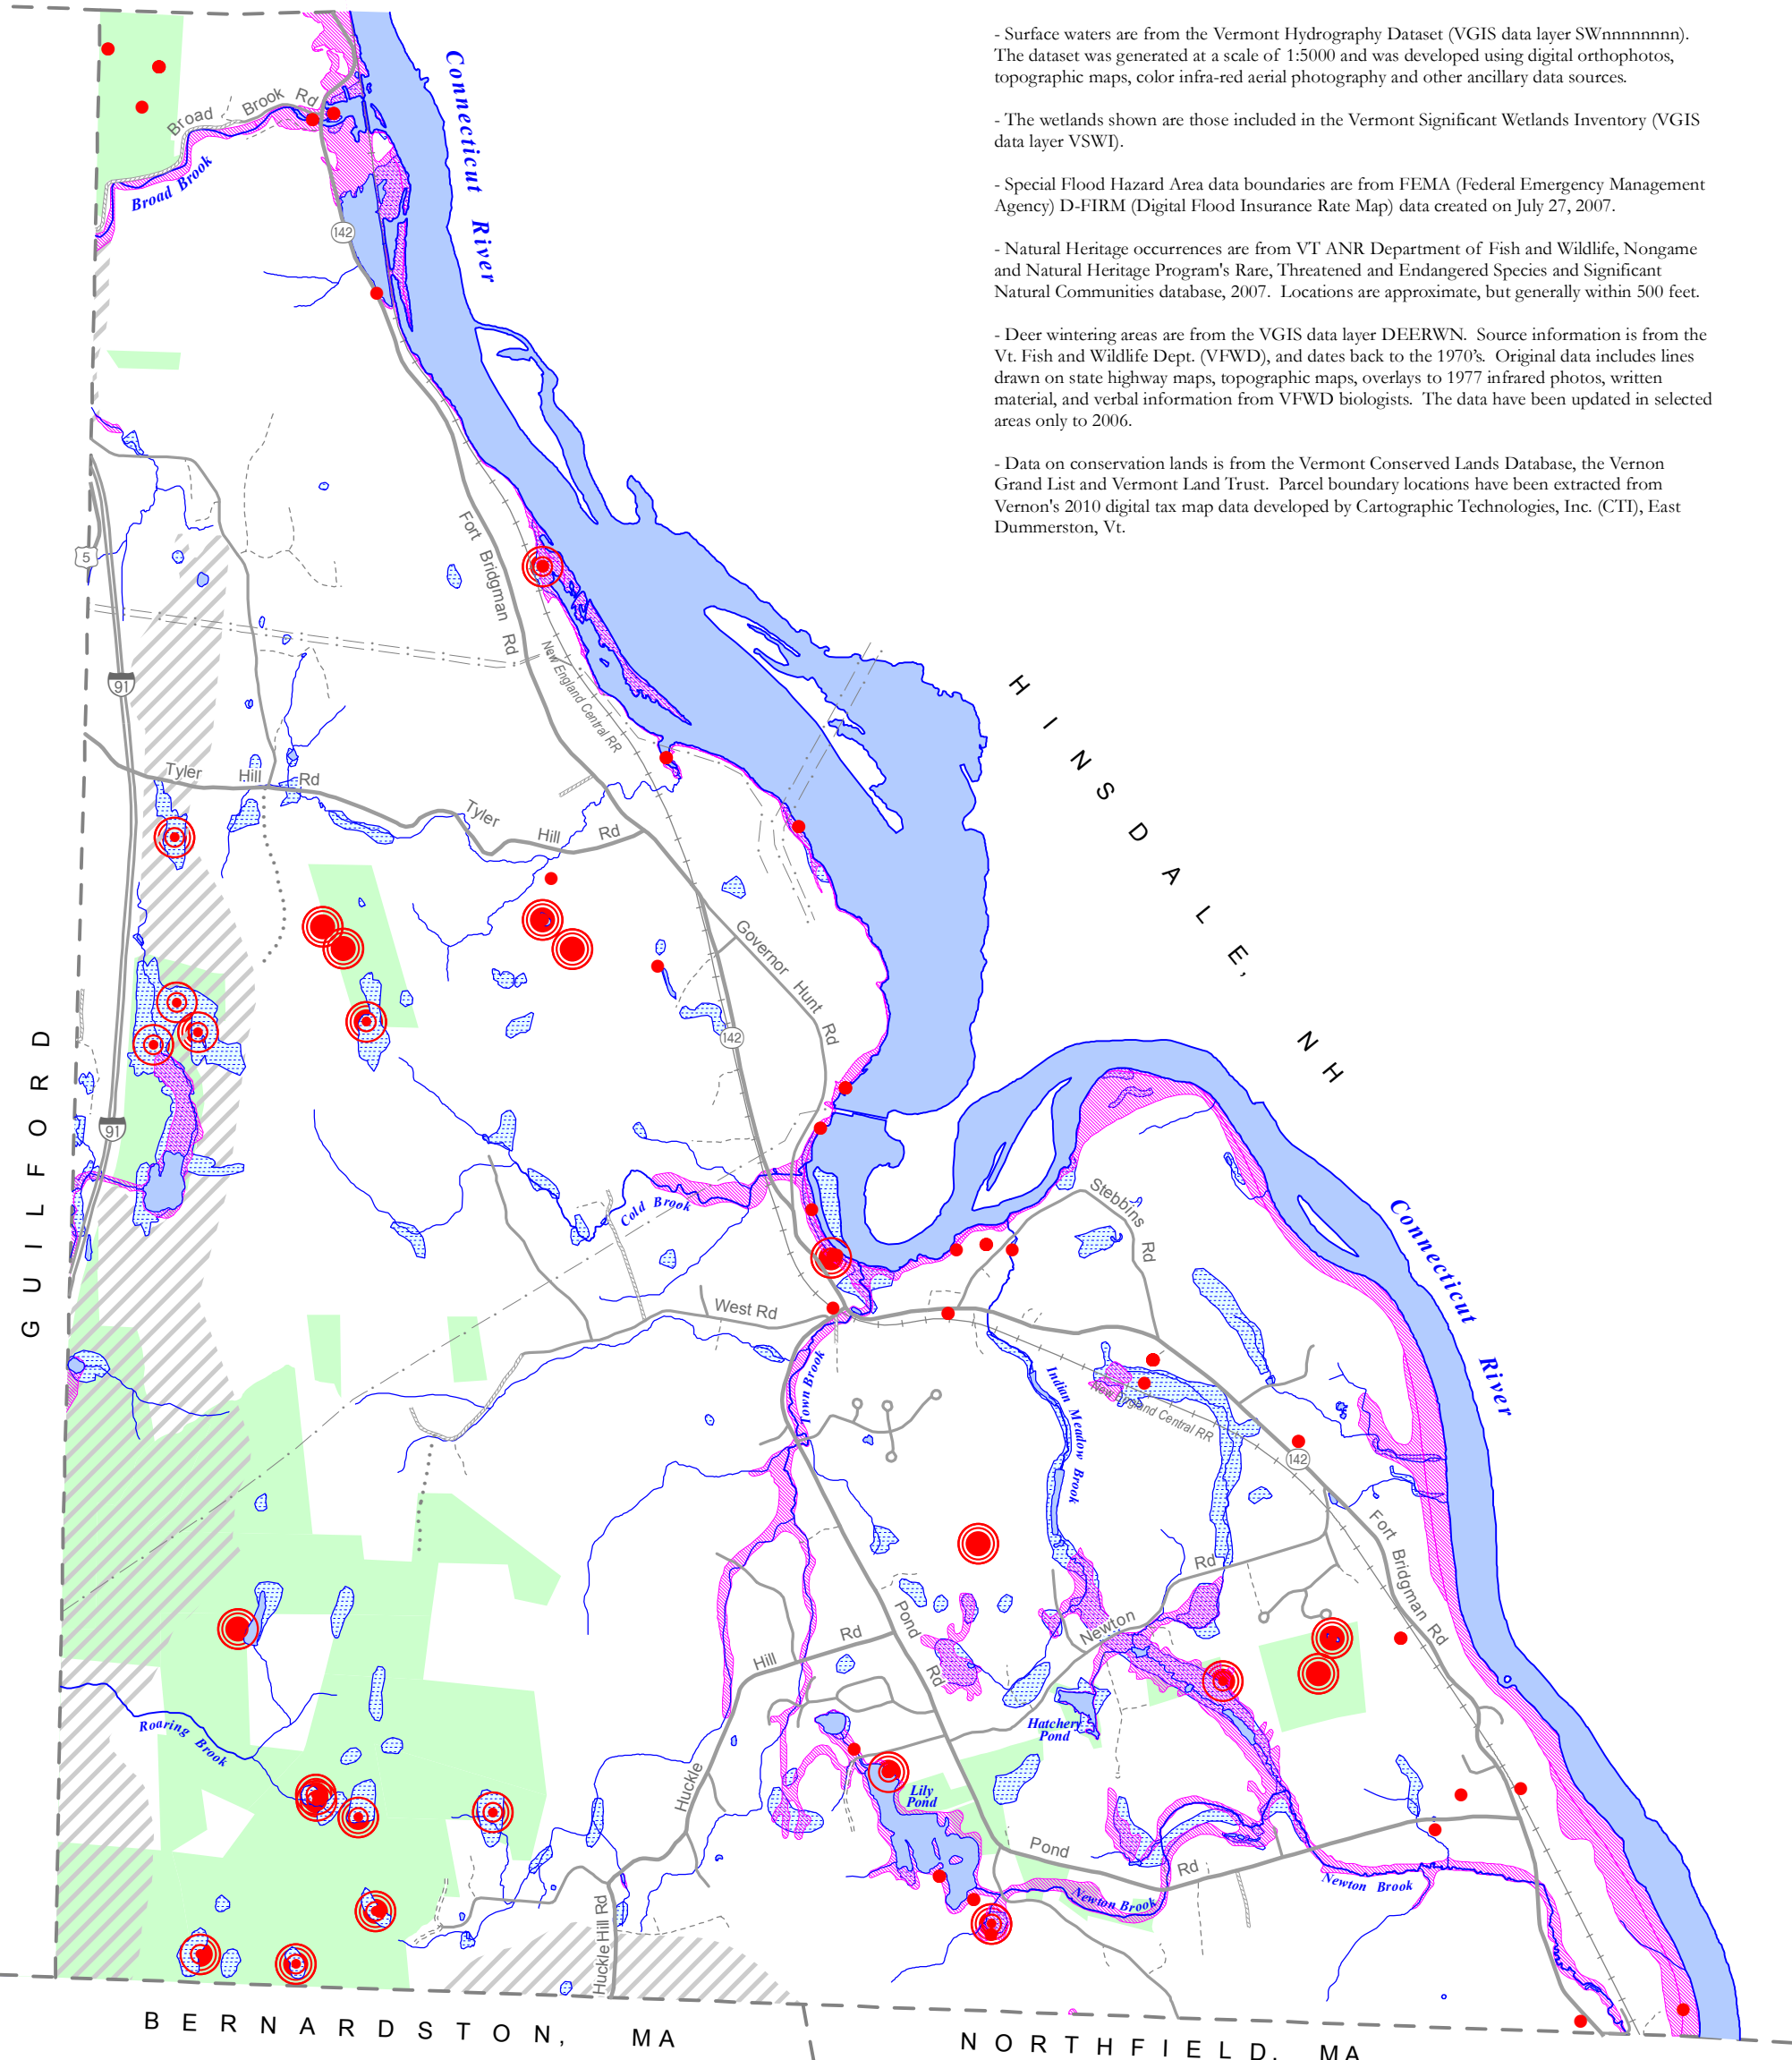 - Surface waters are from the Vermont Hydrography Dataset (VGIS data layer SWnnnnnnnn).
The dataset was generated at a scale of 1:5000 and was developed using digital orthophotos,
topographic maps, color infra-red aerial photography and other ancillary data sources.
- The wetlands shown are those included in the Vermont Significant Wetlands Inventory (VGIS
data layer VSWI).
- Special Flood Hazard Area data boundaries are from FEMA (Federal Emergency Management
Agency) D-FIRM (Digital Flood Insurance Rate Map) data created on July 27, 2007.
- Natural Heritage occurrences are from VT ANR Department of Fish and Wildlife, Nongame
and Natural Heritage Program's Rare, Threatened and Endangered Species and Significant
Natural Communities database, 2007.  Locations are approximate, but generally within 500 feet.
- Deer wintering areas are from the VGIS data layer DEERWN.  Source information is from the
Vt. Fish and Wildlife Dept. (VFWD), and dates back to the 1970's.  Original data includes lines
drawn on state highway maps, topographic maps, overlays to 1977 infrared photos, written
material, and verbal information from VFWD biologists.  The data have been updated in selected
areas only to 2006.
- Data on conservation lands is from the Vermont Conserved Lands Database, the Vernon
Grand List and Vermont Land Trust.  Parcel boundary locations have been extracted from
Vernon's 2010 digital tax map data developed by Cartographic Technologies, Inc. (CTI), East
Dummerston, Vt.
Connecticut River
Broad Brook Rd
Broad Brook
142
5
Fort Bridgman Rd
New England Central RR
91
HINSDALE, NH
Tyler Hill Rd
Tyler Hill Rd
Governor Hunt Rd
142
GUILFORD
91
Cold Brook
Stebbins Rd
Connecticut River
West Rd
Town Brook
Indian Meadow Brook
New England Central RR
142
Fort Bridgman Rd
Newton Rd
Pond Rd
Hill Rd
Huckle
Hatchery
Pond
Roaring Brook
Lily
Pond
Pond Rd
Newton Brook
Newton Brook
Huckle Hill Rd
BERNARDSTON, MA
NORTHFIELD, MA